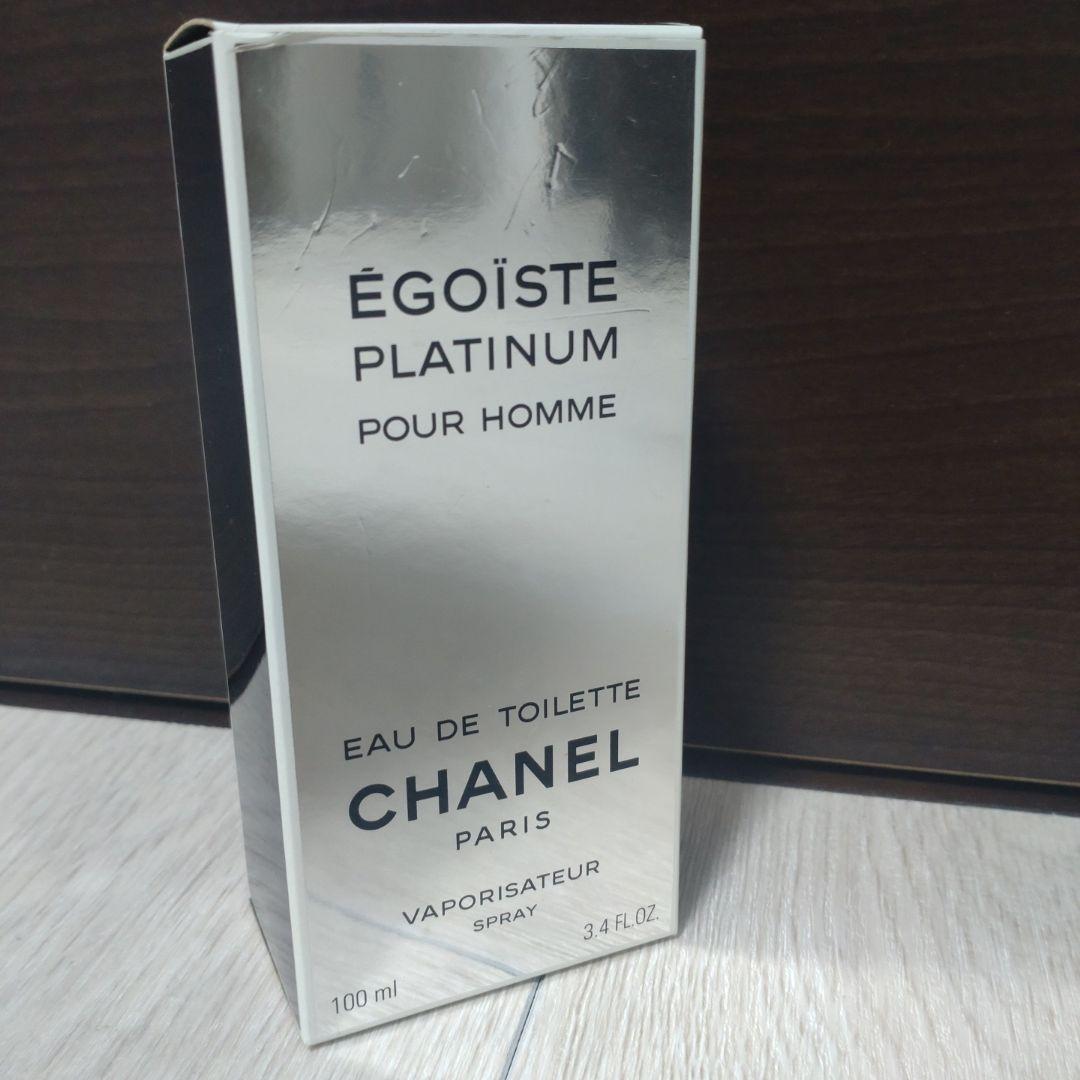 ÉGOÏSTE
PLATINUM
POUR HOMME
EAU DE TOILETTE
CHANEL
PARIS
VAPORISATEUR
SPRAY
100 ml 3.4 FL.OZ.